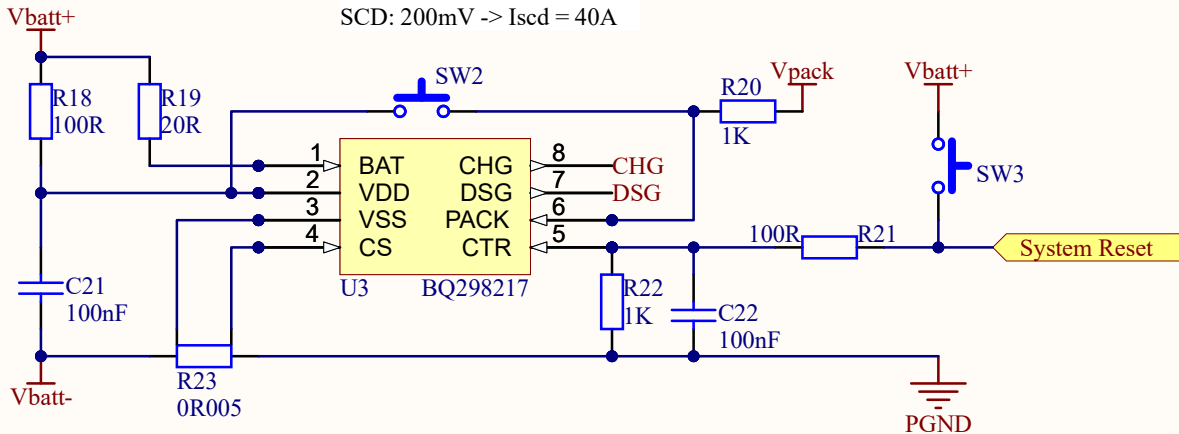 Vbatt+
SCD: 200mV -> Iscd = 40A
SW2
R20
1K
Vpack
Vbatt+
R18
100R
R19
20R
SW3
1
BAT
CHG
8
CHG
2
VDD
DSG
7
DSG
3
VSS
PACK
6
4
CS
CTR
5
U3
BQ298217
100R
R21
System Reset
C21
100nF
R22
1K
C22
100nF
R23
0R005
Vbatt-
PGND